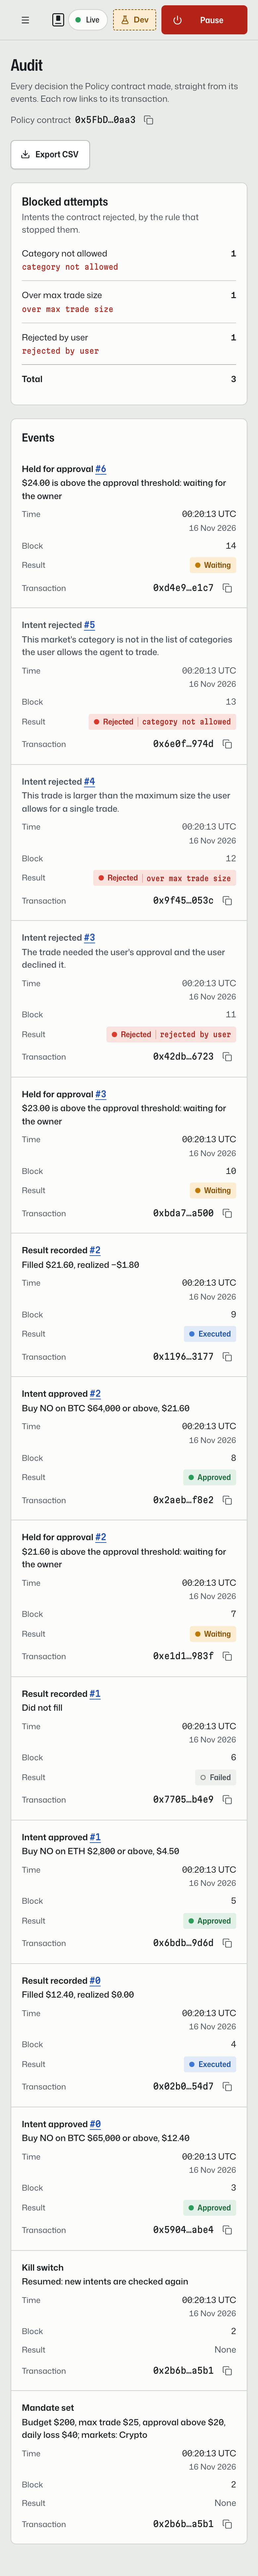 Live
Dev
Pause
Audit
Every decision the Policy contract made, straight from its
events. Each row links to its transaction.
Policy contract 0x5FbD…0aa3
Export CSV
Blocked attempts
Intents the contract rejected, by the rule that
stopped them.
Category not allowed 1
category not allowed
Over max trade size 1
over max trade size
Rejected by user 1
rejected by user
Total 3
Events
Held for approval #6
$24.00 is above the approval threshold: waiting for
the owner
Time 00:20:13 UTC
16 Nov 2026
Block 14
Result Waiting
Transaction 0xd4e9…e1c7
Intent rejected #5
This market's category is not in the list of categories
the user allows the agent to trade.
Time 00:20:13 UTC
16 Nov 2026
Block 13
Result Rejected category not allowed
Transaction 0x6e0f…974d
Intent rejected #4
This trade is larger than the maximum size the user
allows for a single trade.
Time 00:20:13 UTC
16 Nov 2026
Block 12
Result Rejected over max trade size
Transaction 0x9f45…053c
Intent rejected #3
The trade needed the user's approval and the user
declined it.
Time 00:20:13 UTC
16 Nov 2026
Block 11
Result Rejected rejected by user
Transaction 0x42db…6723
Held for approval #3
$23.00 is above the approval threshold: waiting for
the owner
Time 00:20:13 UTC
16 Nov 2026
Block 10
Result Waiting
Transaction 0xbda7…a500
Result recorded #2
Filled $21.60, realized −$1.80
Time 00:20:13 UTC
16 Nov 2026
Block 9
Result Executed
Transaction 0x1196…3177
Intent approved #2
Buy NO on BTC $64,000 or above, $21.60
Time 00:20:13 UTC
16 Nov 2026
Block 8
Result Approved
Transaction 0x2aeb…f8e2
Held for approval #2
$21.60 is above the approval threshold: waiting for
the owner
Time 00:20:13 UTC
16 Nov 2026
Block 7
Result Waiting
Transaction 0xe1d1…983f
Result recorded #1
Did not fill
Time 00:20:13 UTC
16 Nov 2026
Block 6
Result Failed
Transaction 0x7705…b4e9
Intent approved #1
Buy NO on ETH $2,800 or above, $4.50
Time 00:20:13 UTC
16 Nov 2026
Block 5
Result Approved
Transaction 0x6bdb…9d6d
Result recorded #0
Filled $12.40, realized $0.00
Time 00:20:13 UTC
16 Nov 2026
Block 4
Result Executed
Transaction 0x02b0…54d7
Intent approved #0
Buy NO on BTC $65,000 or above, $12.40
Time 00:20:13 UTC
16 Nov 2026
Block 3
Result Approved
Transaction 0x5904…abe4
Kill switch
Resumed: new intents are checked again
Time 00:20:13 UTC
16 Nov 2026
Block 2
Result None
Transaction 0x2b6b…a5b1
Mandate set
Budget $200, max trade $25, approval above $20,
daily loss $40; markets: Crypto
Time 00:20:13 UTC
16 Nov 2026
Block 2
Result None
Transaction 0x2b6b…a5b1